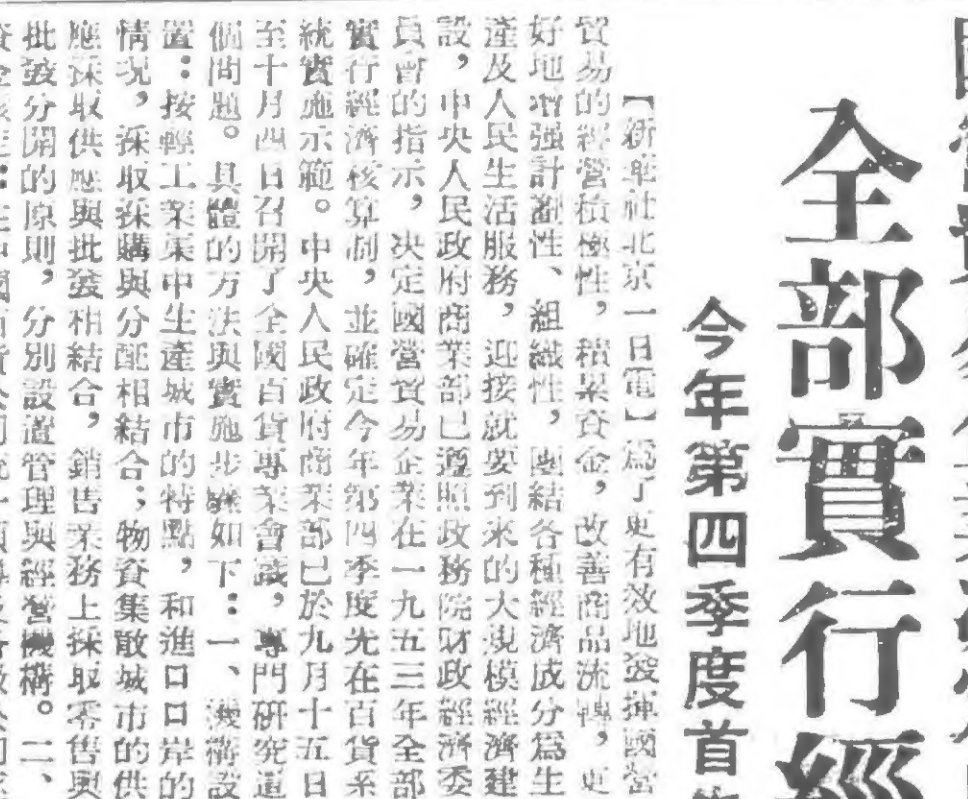 全部實行經
今年第四季度首先
【新華社北京一日電】爲了更有效地發揮國營
貿易的經營積極性，積累資金，改善商品流轉，更
好地增强計劃性、組織性，團結各種經濟成分爲生
產及人民生活服務，迎接就要到來的大規模經濟建
設，中央人民政府商業部已遵照政務院財政經濟委
員會的指示，决定國營貿易企業在一九五三年全部
實行經濟核算制，並確定今年第四季度先在百貨系
統實施示範。中央人民政府商業部已於九月十五日
至十月四日召開了全國百貨專業會議，專門研究這
個問題。具體的方法與實施步驟如下：一、機構設
置：按輕工業集中生產城市的特點，和進口口岸的
情况，採取採購與分配相結合；物資集散城市的供
應採取供應與批發相結合，銷售業務上採取零售與
批發分開的原則，分別設置管理與經營機構。二、